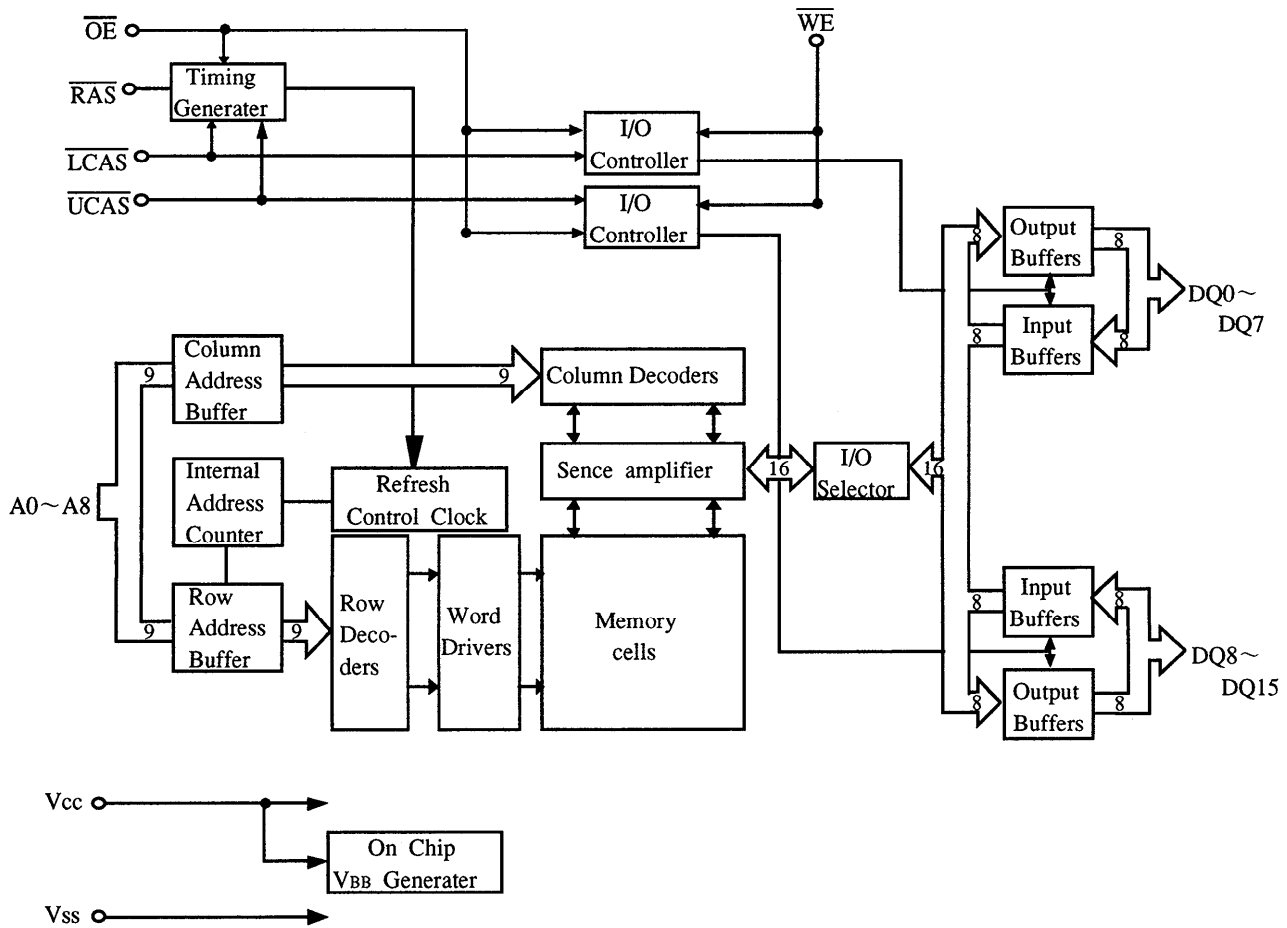 OE
WE
RAS
Timing
Generater
I/O
Controller
LCAS
UCAS
I/O
Controller
8
Output
Buffers
8
DQ0~
DQ7
8
Input
Buffers
8
Column
Address
Buffer
9
9
Column Decoders
Internal
Address
Counter
A0~A8
Refresh
Control Clock
Sence amplifier
16
I/O
Selector
16
Row
Address
Buffer
9
9
Row
Deco-
ders
Word
Drivers
Memory
cells
8
Input
Buffers
8
DQ8~
DQ15
8
Output
Buffers
8
Vcc
On Chip
VBB Generater
Vss